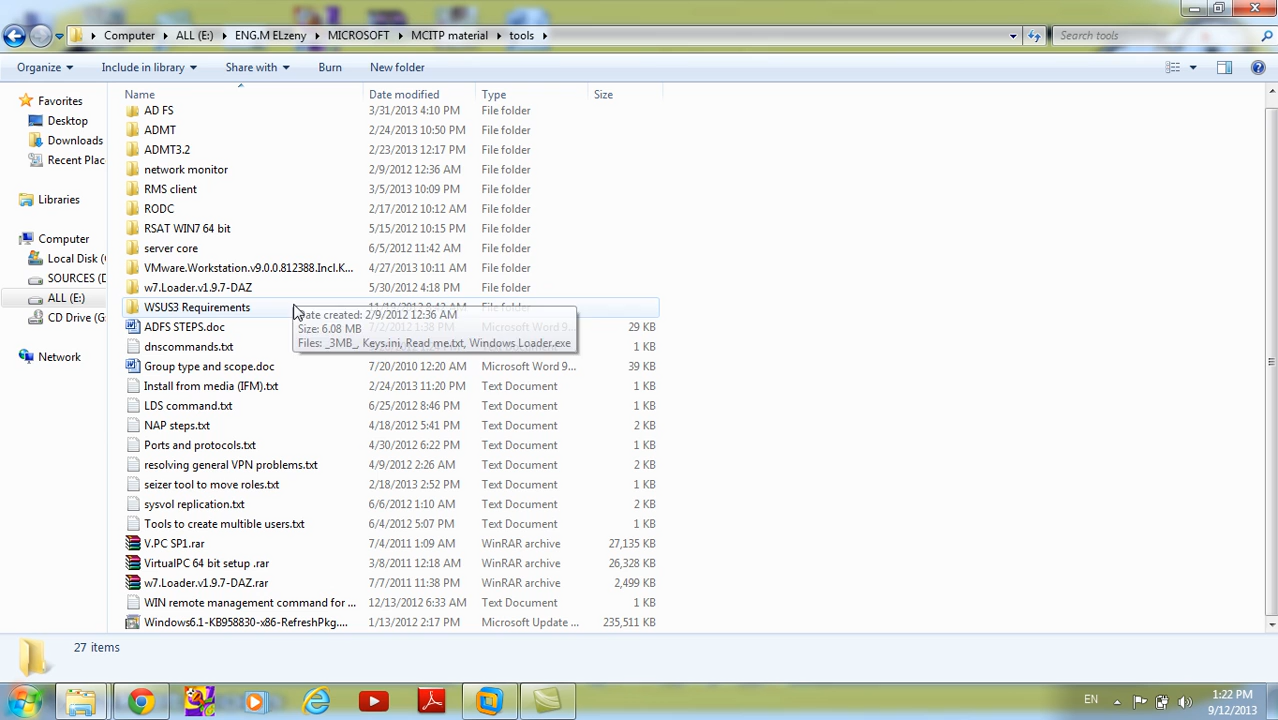 Computer ▸ ALL (E:) ▸ ENG.M ELzeny ▸ MICROSOFT ▸ MCITP material ▸ tools ▸
Search tools
Organize Include in library Share with Burn New folder
Name Date modified Type Size
Favorites
Desktop
Downloads
Recent Plac
Libraries
Computer
Local Disk (
SOURCES (D
ALL (E:)
CD Drive (G:
Network
AD FS 3/31/2013 4:10 PM File folder
ADMT 2/24/2013 10:50 PM File folder
ADMT3.2 2/23/2013 12:17 PM File folder
network monitor 2/9/2012 12:36 AM File folder
RMS client 3/5/2013 10:09 PM File folder
RODC 2/17/2012 10:12 AM File folder
RSAT WIN7 64 bit 5/15/2012 10:15 PM File folder
server core 6/5/2012 11:42 AM File folder
VMware.Workstation.v9.0.0.812388.Incl.K... 4/27/2013 10:11 AM File folder
w7.Loader.v1.9.7-DAZ 5/30/2012 4:18 PM File folder
WSUS3 Requirements File folder
Date created: 2/9/2012 12:36 AM
Size: 6.08 MB
Files: _3MB_, Keys.ini, Read me.txt, Windows Loader.exe
ADFS STEPS.doc 29 KB
dnscommands.txt 1 KB
Group type and scope.doc 7/20/2010 12:20 AM Microsoft Word 9... 39 KB
Install from media (IFM).txt 2/24/2013 11:20 PM Text Document 1 KB
LDS command.txt 6/25/2012 8:46 PM Text Document 1 KB
NAP steps.txt 4/18/2012 5:41 PM Text Document 2 KB
Ports and protocols.txt 4/30/2012 6:22 PM Text Document 1 KB
resolving general VPN problems.txt 4/9/2012 2:26 AM Text Document 2 KB
seizer tool to move roles.txt 2/18/2013 2:52 PM Text Document 1 KB
sysvol replication.txt 6/6/2012 1:10 AM Text Document 2 KB
Tools to create multible users.txt 6/4/2012 5:07 PM Text Document 1 KB
V.PC SP1.rar 7/4/2011 1:09 AM WinRAR archive 27,135 KB
VirtualPC 64 bit setup .rar 3/8/2011 12:18 AM WinRAR archive 26,328 KB
w7.Loader.v1.9.7-DAZ.rar 7/7/2011 11:38 PM WinRAR archive 2,499 KB
WIN remote management command for ... 12/13/2012 6:33 AM Text Document 1 KB
Windows6.1-KB958830-x86-RefreshPkg.... 1/13/2012 2:17 PM Microsoft Update ... 235,511 KB
27 items
EN
1:22 PM
9/12/2013